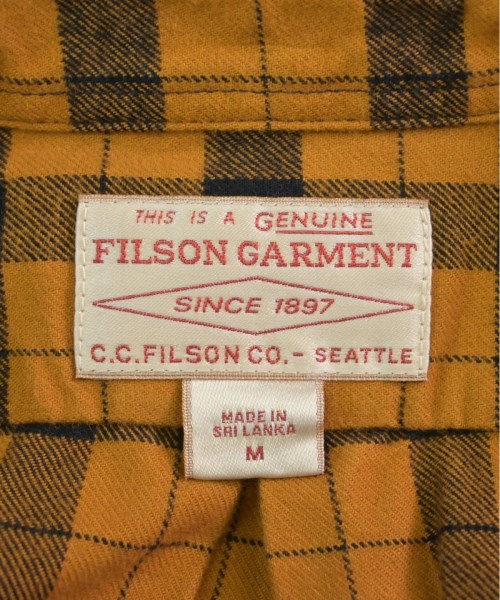 THIS IS A GENUINE
FILSON GARMENT
SINCE 1897
C.C.FILSON CO.- SEATTLE
MADE IN
SRI LANKA
M